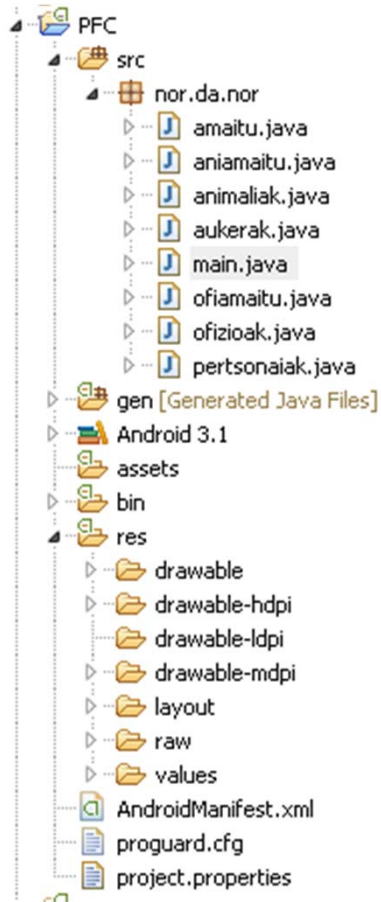 PFC
src
nor.da.nor
amaitu.java
aniamaitu.java
animaliak.java
aukerak.java
main.java
ofiamaitu.java
ofizioak.java
pertsonaiak.java
gen [Generated Java Files]
Android 3.1
assets
bin
res
drawable
drawable-hdpi
drawable-ldpi
drawable-mdpi
layout
raw
values
AndroidManifest.xml
proguard.cfg
project.properties